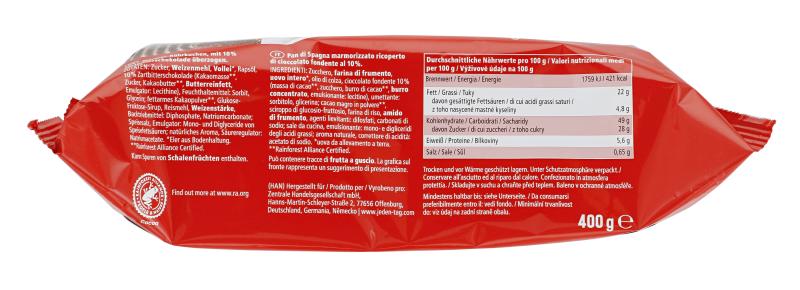 Rührkuchen, mit 10%
Zartbitterschokolade überzogen.
ZUTATEN: Zucker, Weizenmehl, Vollei°, Rapsöl,
10% Zartbitterschokolade (Kakaomasse**,
Zucker, Kakaobutter**, Butterreinfett,
Emulgator: Lecithine), Feuchthaltemittel: Sorbit,
Glycerin; fettarmes Kakaopulver**, Glukose-
Fruktose-Sirup, Reismehl, Weizenstärke,
Backtriebmittel: Diphosphate, Natriumcarbonate;
Speisesalz, Emulgator: Mono- und Diglyceride von
Speisefettsäuren; natürliches Aroma, Säureregulator:
Natriumacetate. °Eier aus Bodenhaltung.
**Rainforest Alliance Certified.
Kann Spuren von Schalenfrüchten enthalten.
Find out more at www.ra.org
COCOA
IT Pan di Spagna marmorizzato ricoperto
di cioccolato fondente al 10%.
INGREDIENTI: zucchero, farina di frumento,
uovo intero°, olio di colza, cioccolato fondente 10%
(massa di cacao**, zucchero, burro di cacao**, burro
concentrato, emulsionante: lecitine), umettante:
sorbitolo, glicerina; cacao magro in polvere**,
sciroppo di glucosio-fruttosio, farina di riso, amido
di frumento, agenti lievitanti: difosfati, carbonati di
sodio; sale da cucina, emulsionante: mono- e digliceridi
degli acidi grassi; aroma naturale, correttore di acidità:
acetato di sodio. °uova da allevamento a terra.
**Rainforest Alliance Certified.
Può contenere tracce di frutta a guscio. La grafica sul
fronte rappresenta un suggerimento di presentazione.
(HAN) Hergestellt für / Prodotto per / Vyrobeno pro:
Zentrale Handelsgesellschaft mbH,
Hanns-Martin-Schleyer-Straße 2, 77656 Offenburg,
Deutschland, Germania, Německo | www.jeden-tag.com
Durchschnittliche Nährwerte pro 100 g / Valori nutrizionali medi
per 100 g / Výživové údaje na 100 g
Brennwert / Energia / Energie 1759 kJ / 421 kcal
Fett / Grassi / Tuky 22 g
davon gesättigte Fettsäuren / di cui acidi grassi saturi /
z toho nasycené mastné kyseliny 4,8 g
Kohlenhydrate / Carboidrati / Sacharidy 49 g
davon Zucker / di cui zuccheri / z toho cukry 28 g
Eiweiß / Proteine / Bílkoviny 5,6 g
Salz / Sale / Sůl 0,65 g
Trocken und vor Wärme geschützt lagern. Unter Schutzatmosphäre verpackt. /
Conservare all'asciutto ed al riparo dal calore. Confezionato in atmosfera
protettiva. / Skladujte v suchu a chraňte před teplem. Baleno v ochranné atmosféře.
Mindestens haltbar bis: siehe Unterseite. / Da consumarsi
preferibilmente entro il: vedi fondo. / Minimální trvanlivost
do: viz údaj na zadní straně obalu.
400 g ℮